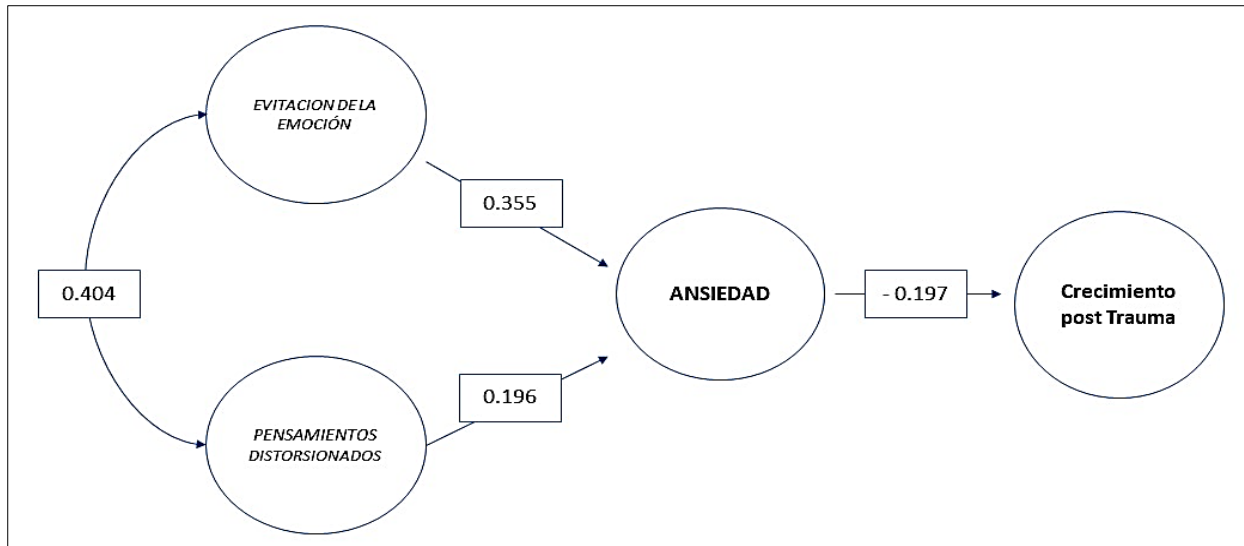 EVITACION DE LA
EMOCIÓN
0.355
0.404
ANSIEDAD
- 0.197
Crecimiento
post Trauma
0.196
PENSAMIENTOS
DISTORSIONADOS